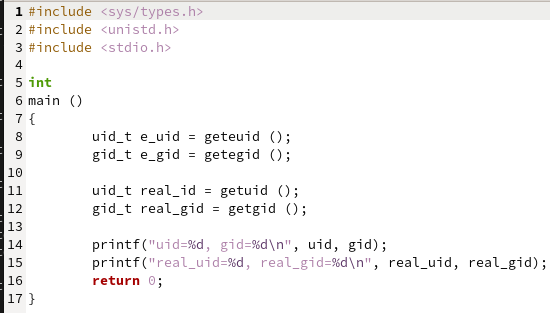 1 #include <sys/types.h>
2 #include <unistd.h>
3 #include <stdio.h>
4
5 int
6 main ()
7 {
8         uid_t e_uid = geteuid ();
9         gid_t e_gid = getegid ();
10
11         uid_t real_id = getuid ();
12         gid_t real_gid = getgid ();
13
14         printf("uid=%d, gid=%d\n", uid, gid);
15         printf("real_uid=%d, real_gid=%d\n", real_uid, real_gid);
16         return 0;
17 }